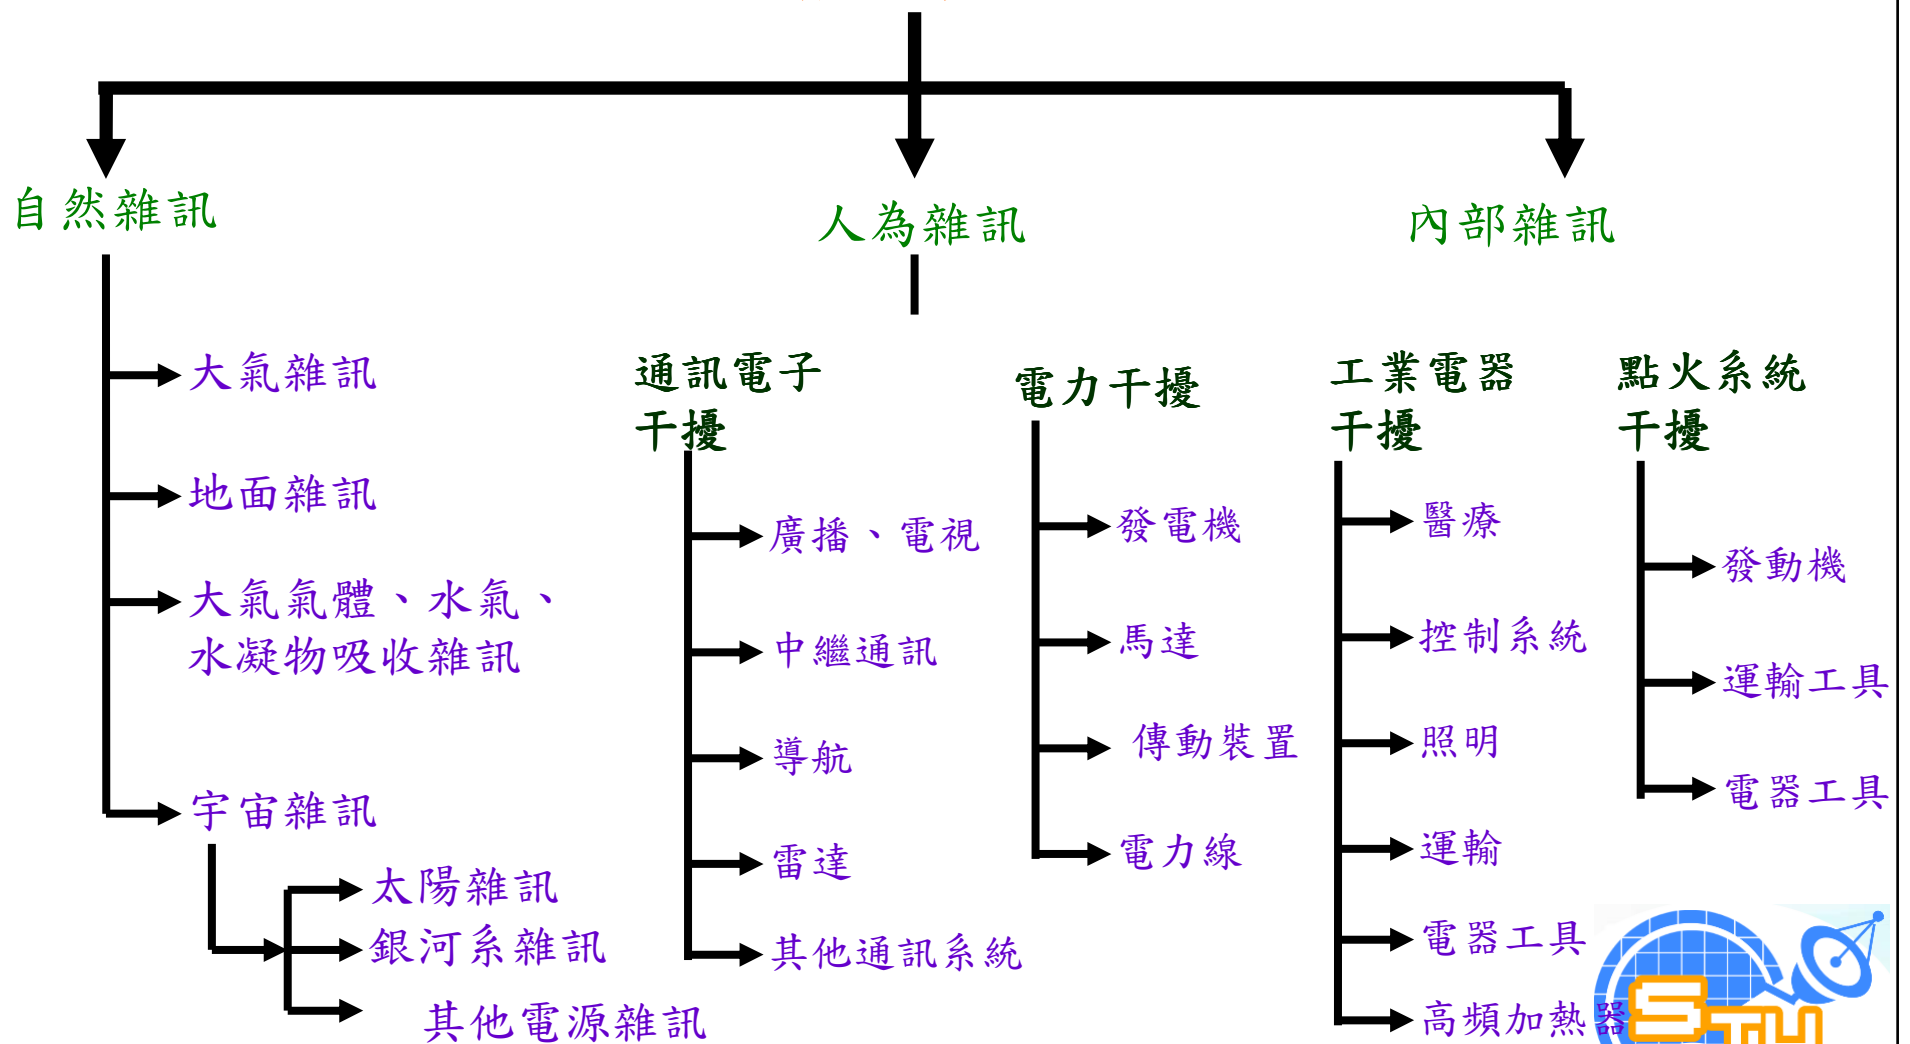 自然雜訊
人為雜訊
內部雜訊
大氣雜訊
地面雜訊
大氣氣體、水氣、
水凝物吸收雜訊
宇宙雜訊
太陽雜訊
銀河系雜訊
其他電源雜訊
通訊電子
干擾
廣播、電視
中繼通訊
導航
雷達
其他通訊系統
電力干擾
發電機
馬達
傳動裝置
電力線
工業電器
干擾
醫療
控制系統
照明
運輸
電器工具
高頻加熱器
點火系統
干擾
發動機
運輸工具
電器工具
STU